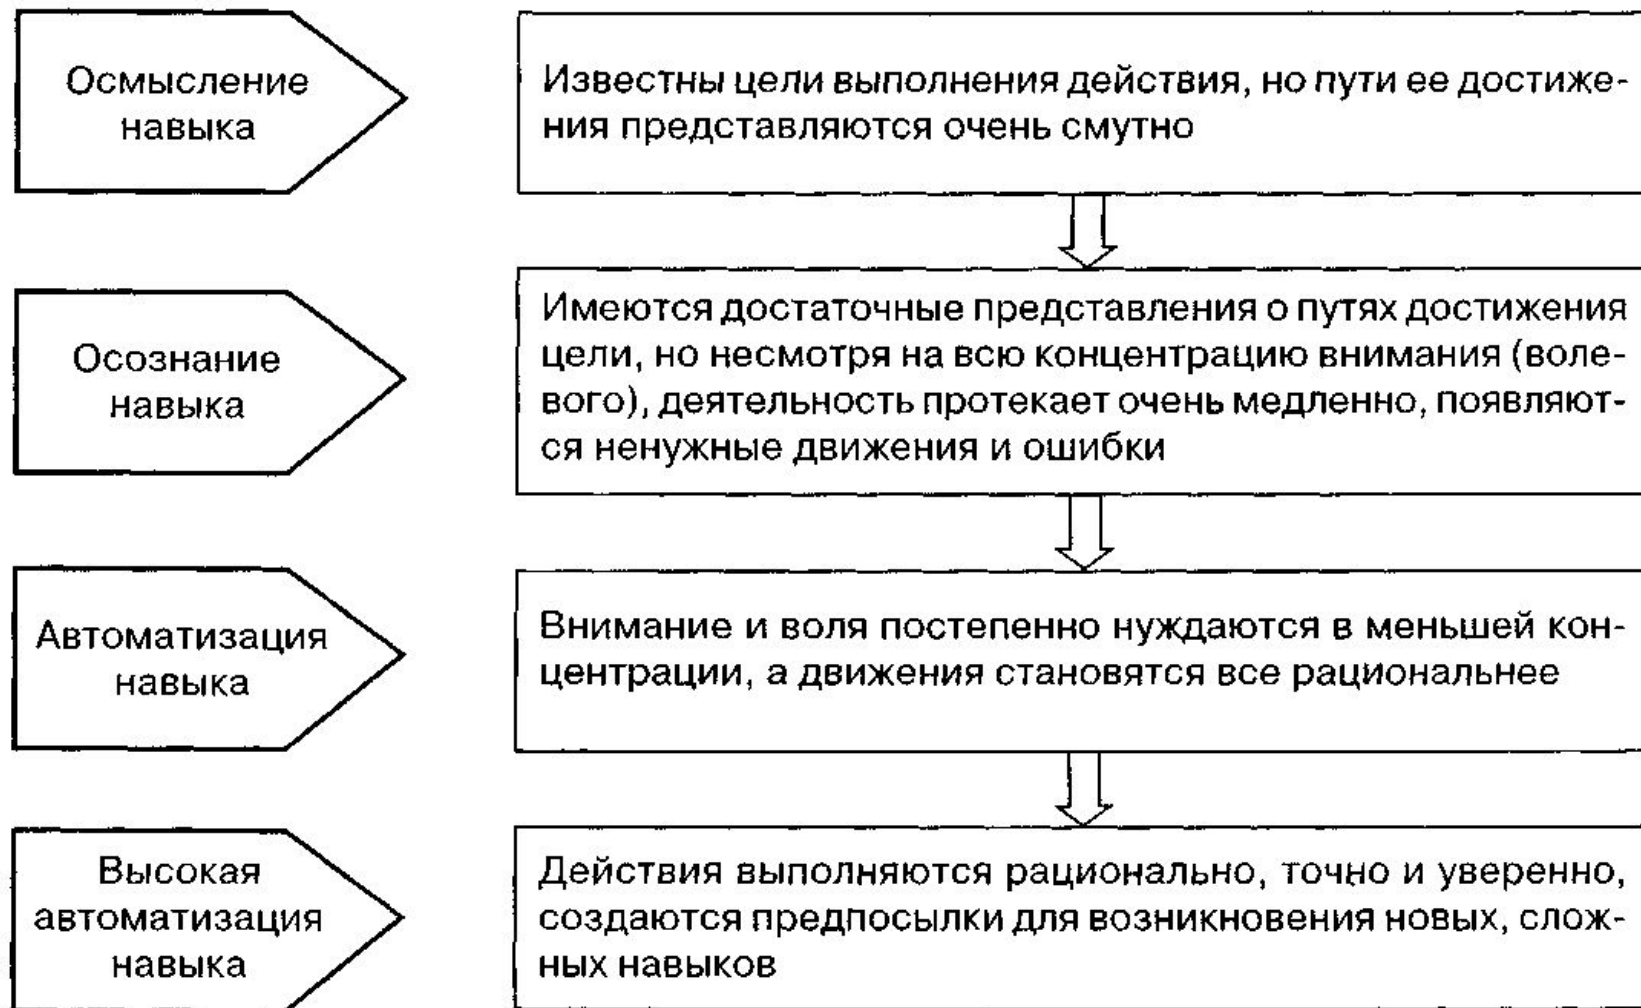 Осмысление
навыка
Известны цели выполнения действия, но пути ее достиже-
ния представляются очень смутно
Осознание
навыка
Имеются достаточные представления о путях достижения
цели, но несмотря на всю концентрацию внимания (воле-
вого), деятельность протекает очень медленно, появляют-
ся ненужные движения и ошибки
Автоматизация
навыка
Внимание и воля постепенно нуждаются в меньшей кон-
центрации, а движения становятся все рациональнее
Высокая
автоматизация
навыка
Действия выполняются рационально, точно и уверенно,
создаются предпосылки для возникновения новых, слож-
ных навыков